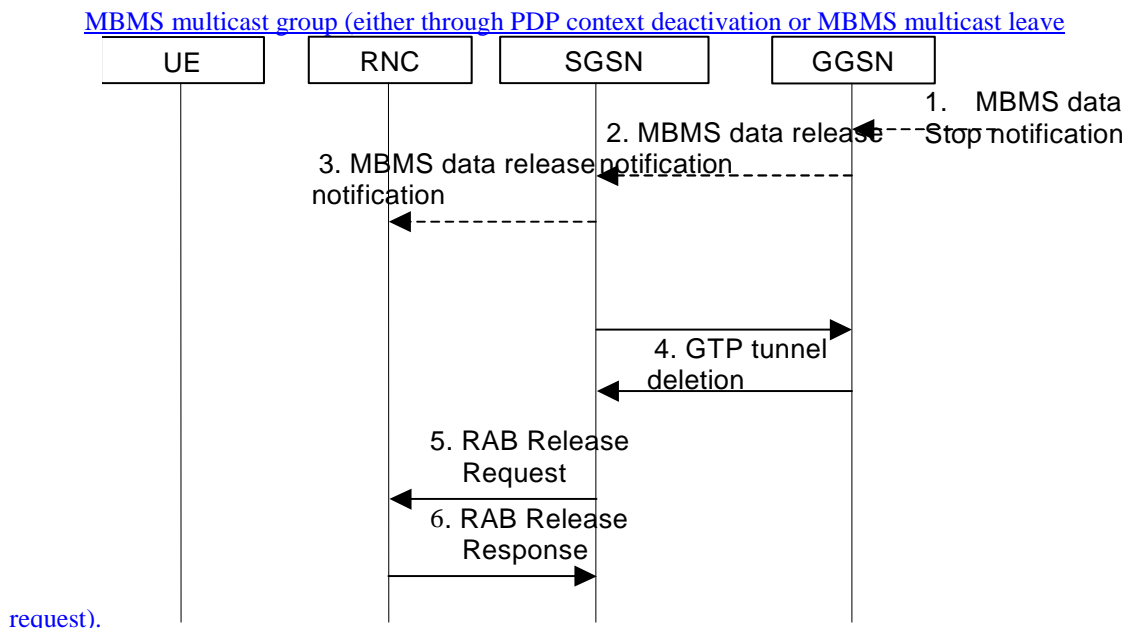 MBMS multicast group (either through PDP context deactivation or MBMS multicast leave
UE
RNC
SGSN
GGSN
1. MBMS data
Stop notification
2. MBMS data release
notification
3. MBMS data release
notification
4. GTP tunnel
deletion
5. RAB Release
Request
6. RAB Release
Response
request).